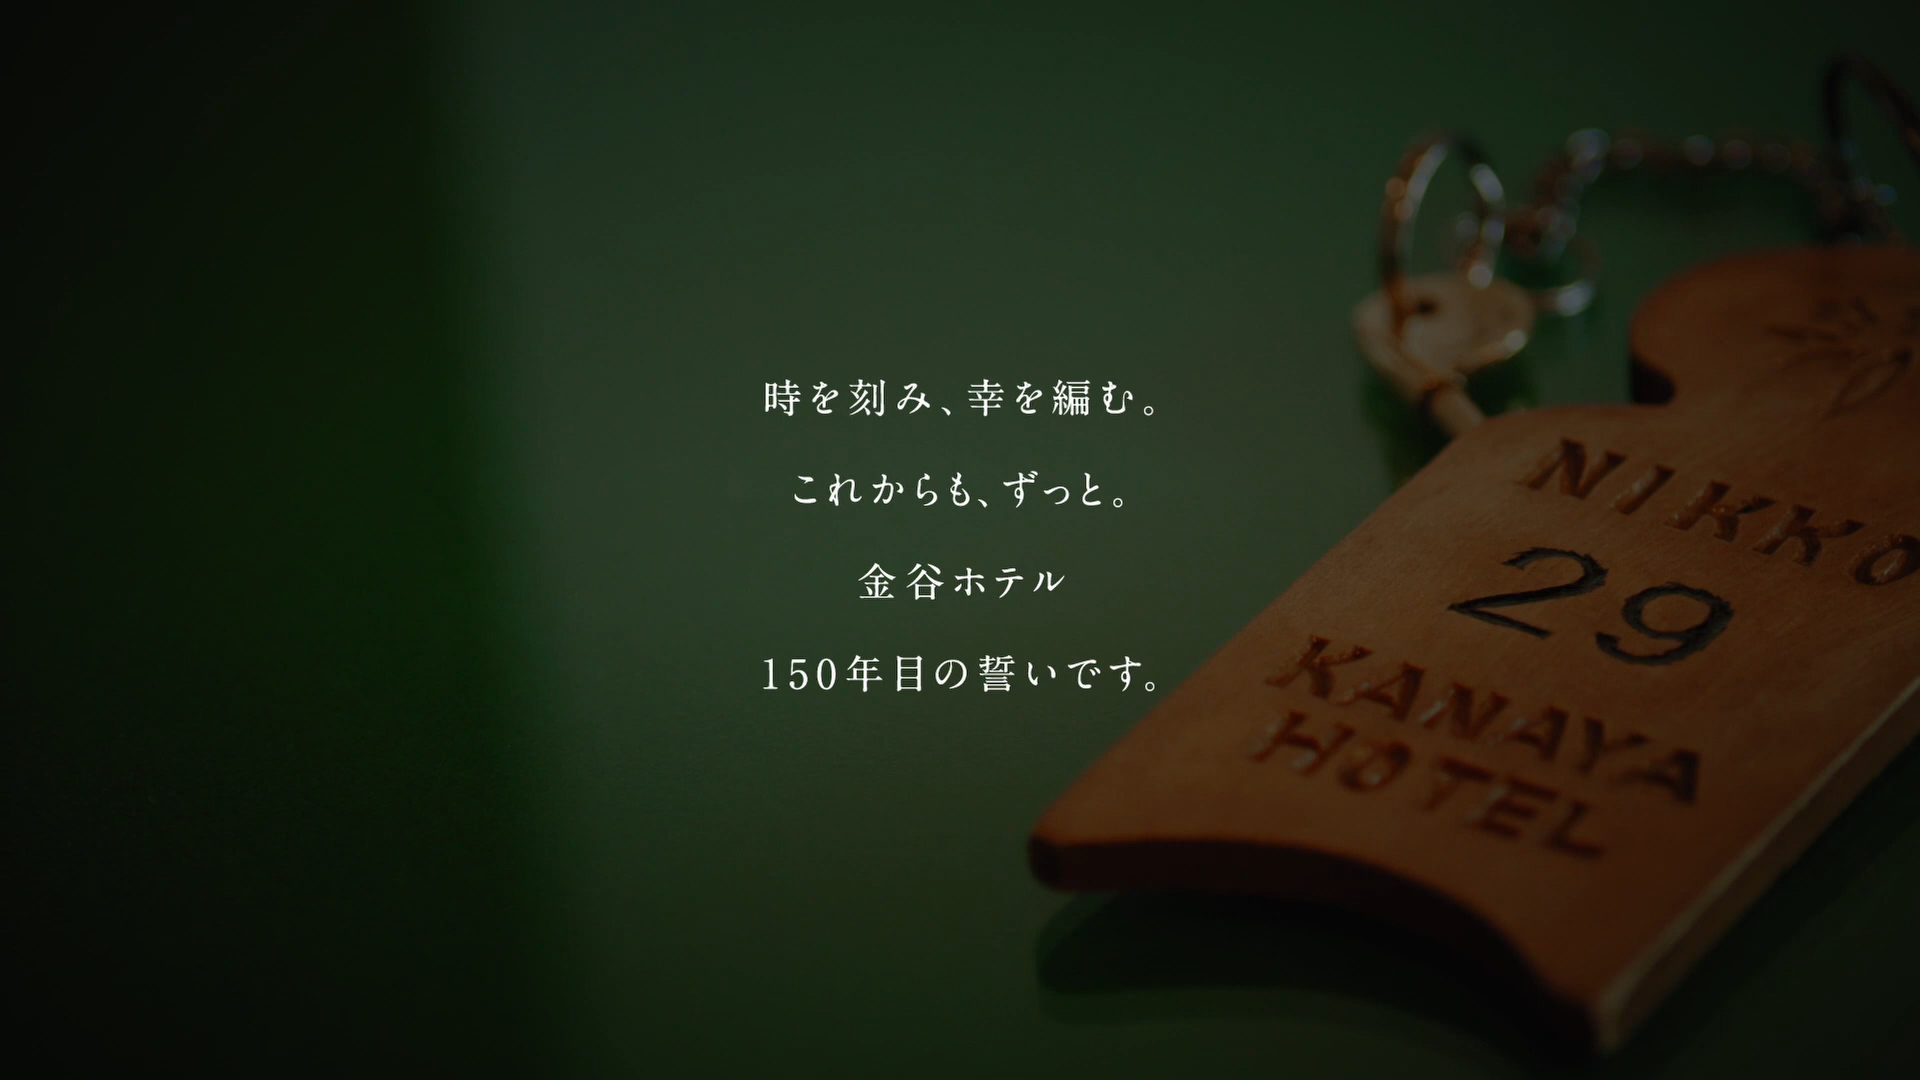 時を刻み、幸を編む。
これからも、ずっと。
金谷ホテル
150年目の誓いです。
NIKKO
29
KANAYA
HOTEL